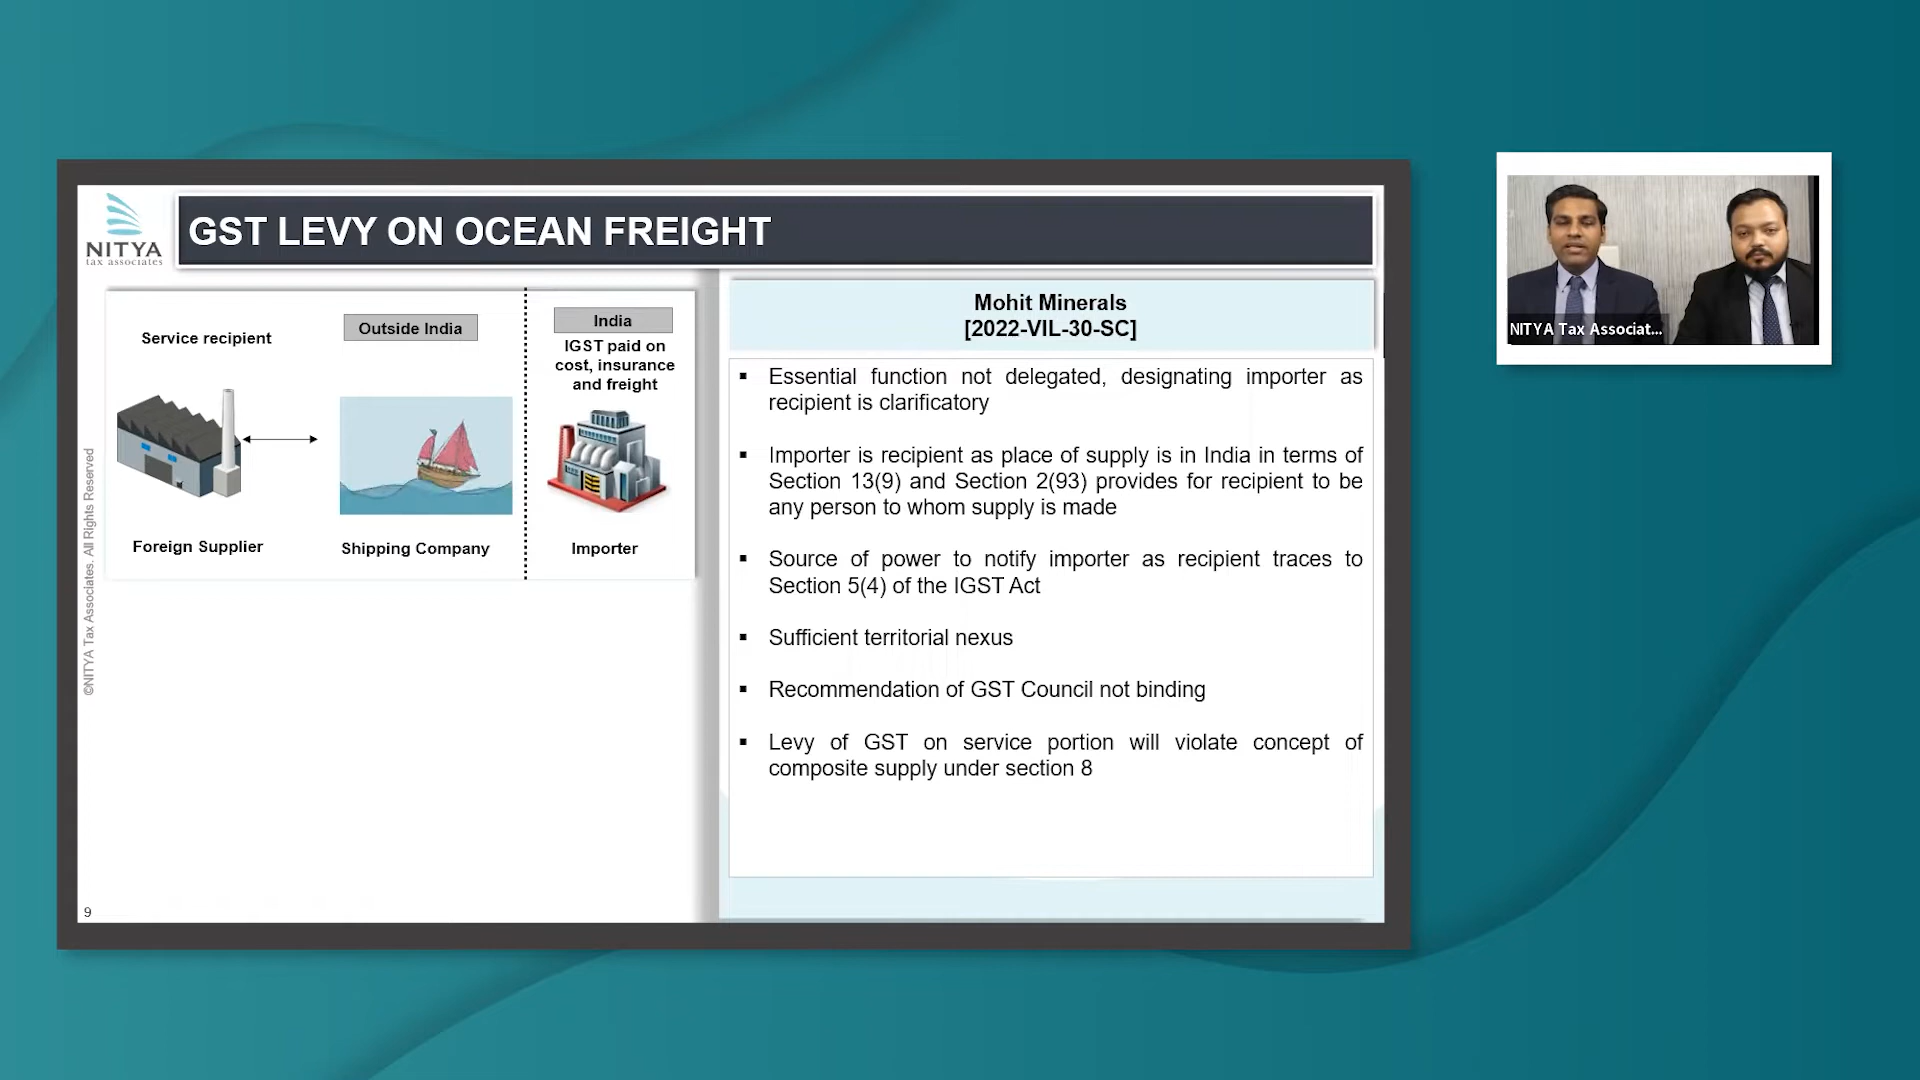 NITYA
tax associates
GST LEVY ON OCEAN FREIGHT
Service recipient
Outside India
India
IGST paid on
cost, insurance
and freight
Foreign Supplier
Shipping Company
Importer
©NITYA Tax Associates. All Rights Reserved
9
Mohit Minerals
[2022-VIL-30-SC]
▪ Essential function not delegated, designating importer as
recipient is clarificatory
▪ Importer is recipient as place of supply is in India in terms of
Section 13(9) and Section 2(93) provides for recipient to be
any person to whom supply is made
▪ Source of power to notify importer as recipient traces to
Section 5(4) of the IGST Act
▪ Sufficient territorial nexus
▪ Recommendation of GST Council not binding
▪ Levy of GST on service portion will violate concept of
composite supply under section 8
NITYA Tax Associat...